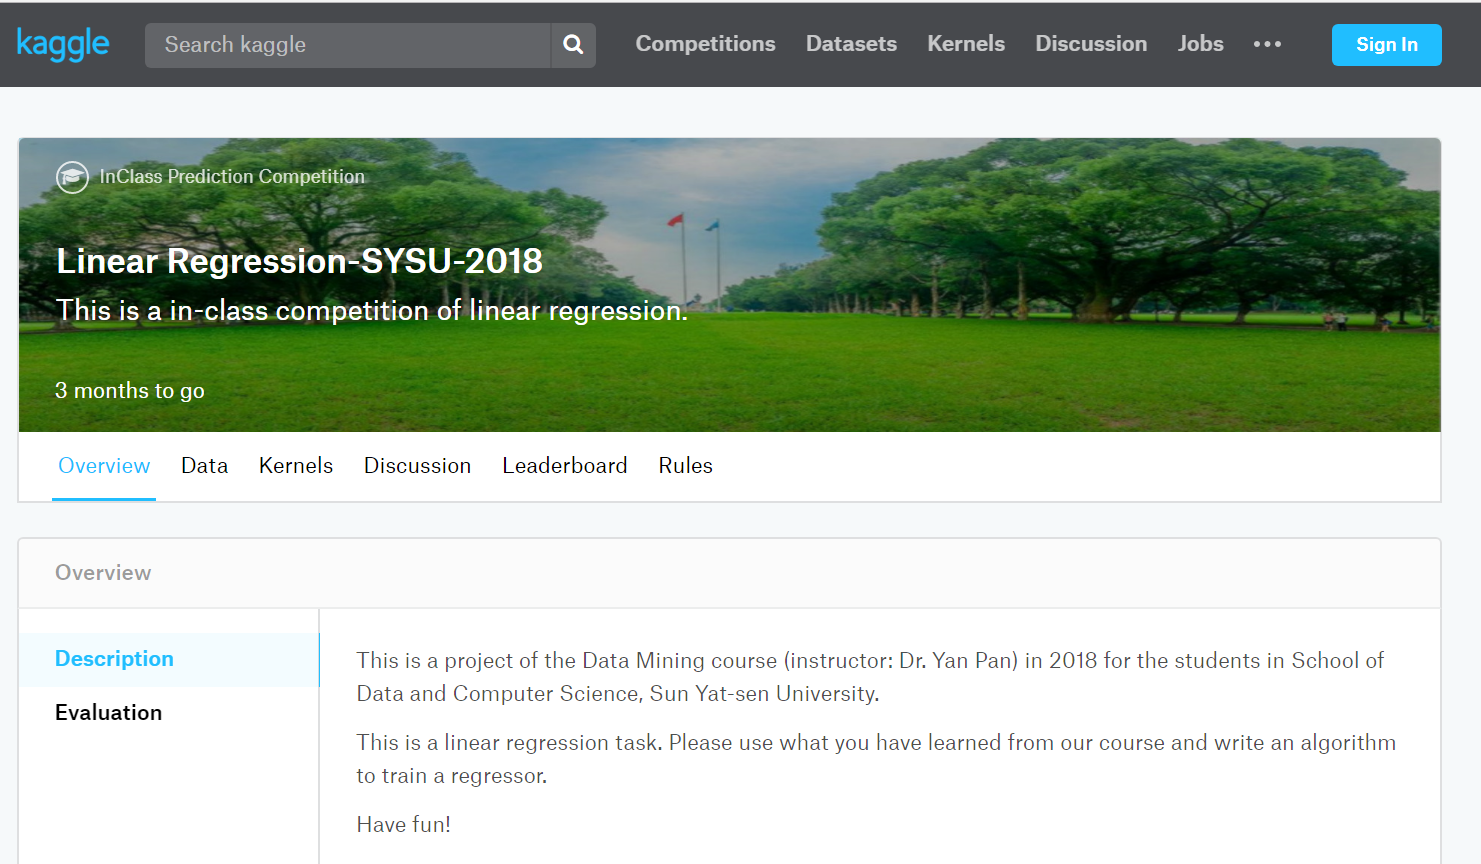 kaggle
Search kaggle
Competitions
Datasets
Kernels
Discussion
Jobs
Sign In
InClass Prediction Competition
Linear Regression-SYSU-2018
This is a in-class competition of linear regression.
3 months to go
Overview
Data
Kernels
Discussion
Leaderboard
Rules
Overview
Description
Evaluation
This is a project of the Data Mining course (instructor: Dr. Yan Pan) in 2018 for the students in School of
Data and Computer Science, Sun Yat-sen University.
This is a linear regression task. Please use what you have learned from our course and write an algorithm
to train a regressor.
Have fun!